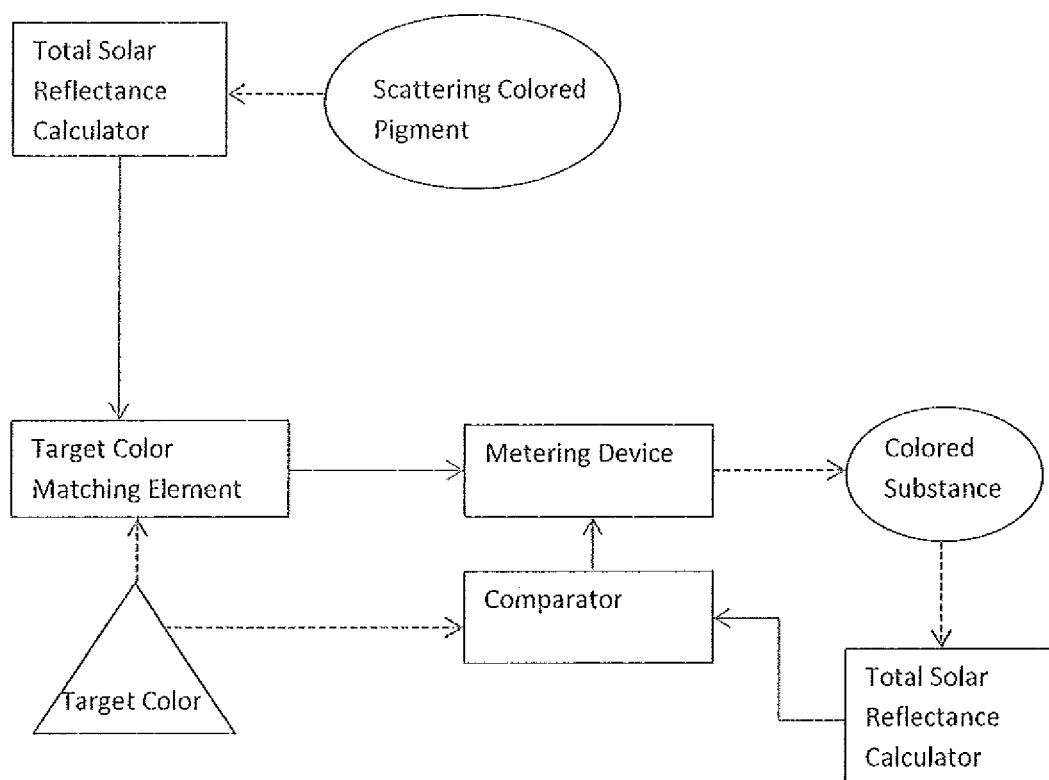 Total Solar
Reflectance
Calculator
Scattering Colored
Pigment
Target Color
Matching Element
Metering Device
Colored
Substance
Comparator
Target Color
Total Solar
Reflectance
Calculator